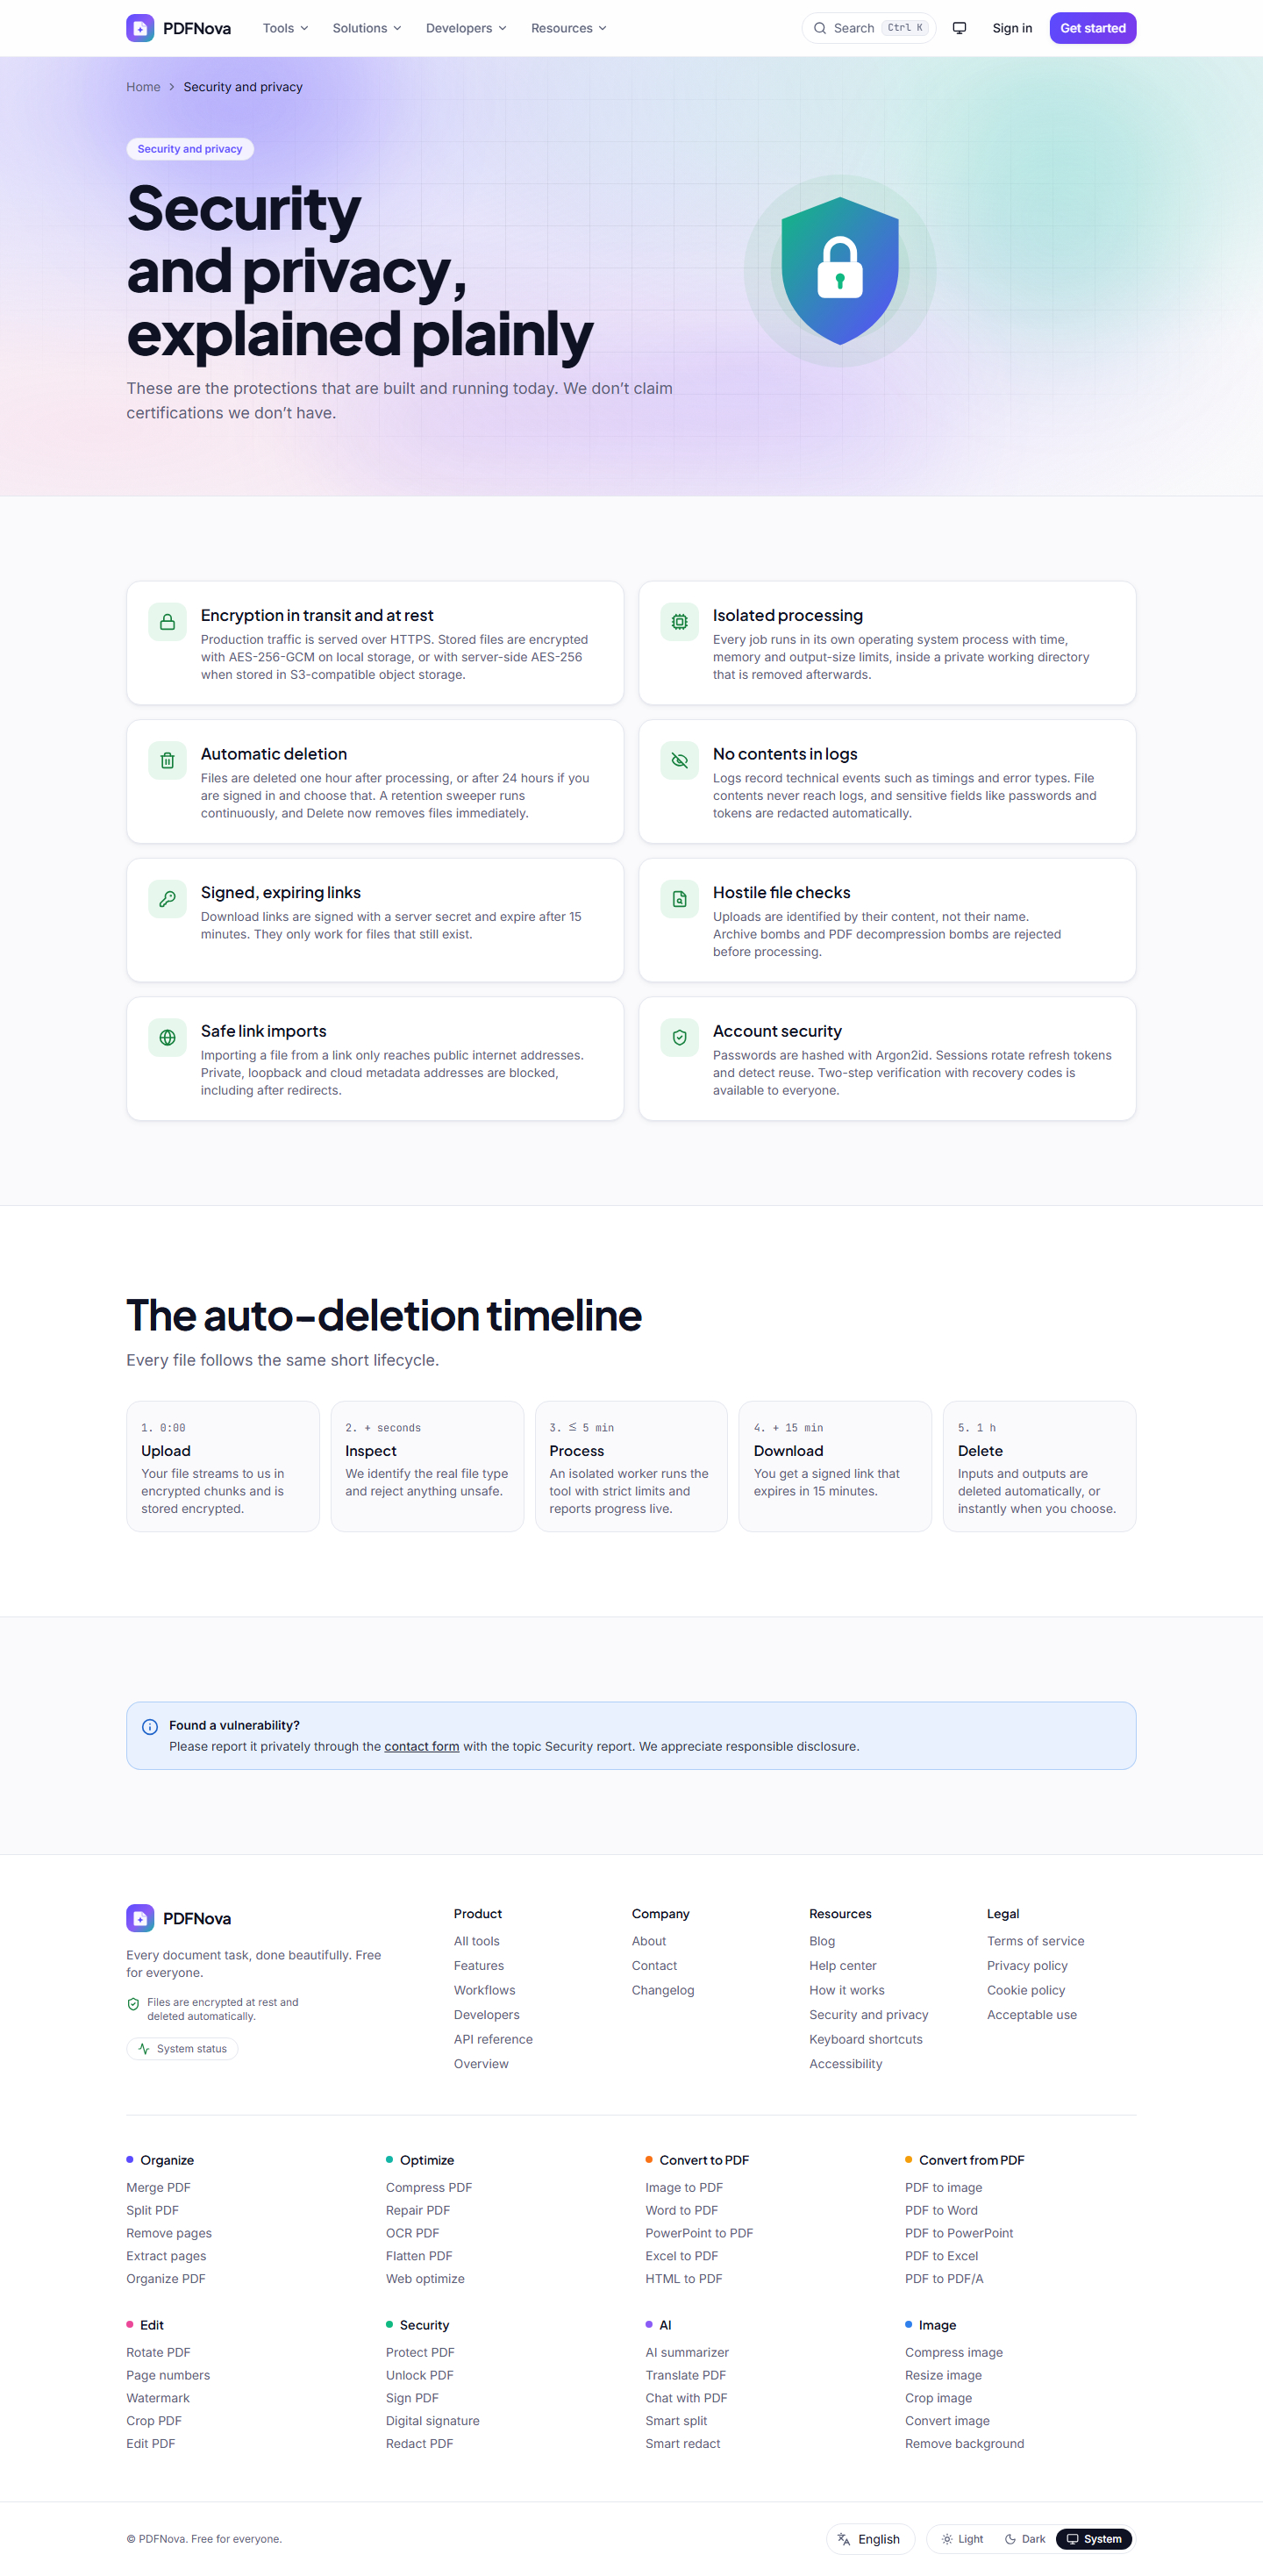 PDFNova
Tools
Solutions
Developers
Resources
Search
Ctrl K
Sign in
Get started
Home
Security and privacy
Security and privacy
Security
and privacy,
explained plainly
These are the protections that are built and running today. We don’t claim
certifications we don’t have.
Encryption in transit and at rest
Production traffic is served over HTTPS. Stored files are encrypted
with AES-256-GCM on local storage, or with server-side AES-256
when stored in S3-compatible object storage.
Isolated processing
Every job runs in its own operating system process with time,
memory and output-size limits, inside a private working directory
that is removed afterwards.
Automatic deletion
Files are deleted one hour after processing, or after 24 hours if you
are signed in and choose that. A retention sweeper runs
continuously, and Delete now removes files immediately.
No contents in logs
Logs record technical events such as timings and error types. File
contents never reach logs, and sensitive fields like passwords and
tokens are redacted automatically.
Signed, expiring links
Download links are signed with a server secret and expire after 15
minutes. They only work for files that still exist.
Hostile file checks
Uploads are identified by their content, not their name.
Archive bombs and PDF decompression bombs are rejected
before processing.
Safe link imports
Importing a file from a link only reaches public internet addresses.
Private, loopback and cloud metadata addresses are blocked,
including after redirects.
Account security
Passwords are hashed with Argon2id. Sessions rotate refresh tokens
and detect reuse. Two-step verification with recovery codes is
available to everyone.
The auto-deletion timeline
Every file follows the same short lifecycle.
1. 0:00
Upload
Your file streams to us in
encrypted chunks and is
stored encrypted.
2. + seconds
Inspect
We identify the real file type
and reject anything unsafe.
3. ≤ 5 min
Process
An isolated worker runs the
tool with strict limits and
reports progress live.
4. + 15 min
Download
You get a signed link that
expires in 15 minutes.
5. 1 h
Delete
Inputs and outputs are
deleted automatically, or
instantly when you choose.
Found a vulnerability?
Please report it privately through the contact form with the topic Security report. We appreciate responsible disclosure.
PDFNova
Every document task, done beautifully. Free
for everyone.
Files are encrypted at rest and
deleted automatically.
System status
Product
All tools
Features
Workflows
Developers
API reference
Overview
Company
About
Contact
Changelog
Resources
Blog
Help center
How it works
Security and privacy
Keyboard shortcuts
Accessibility
Legal
Terms of service
Privacy policy
Cookie policy
Acceptable use
Organize
Merge PDF
Split PDF
Remove pages
Extract pages
Organize PDF
Optimize
Compress PDF
Repair PDF
OCR PDF
Flatten PDF
Web optimize
Convert to PDF
Image to PDF
Word to PDF
PowerPoint to PDF
Excel to PDF
HTML to PDF
Convert from PDF
PDF to image
PDF to Word
PDF to PowerPoint
PDF to Excel
PDF to PDF/A
Edit
Rotate PDF
Page numbers
Watermark
Crop PDF
Edit PDF
Security
Protect PDF
Unlock PDF
Sign PDF
Digital signature
Redact PDF
AI
AI summarizer
Translate PDF
Chat with PDF
Smart split
Smart redact
Image
Compress image
Resize image
Crop image
Convert image
Remove background
© PDFNova. Free for everyone.
English
Light
Dark
System